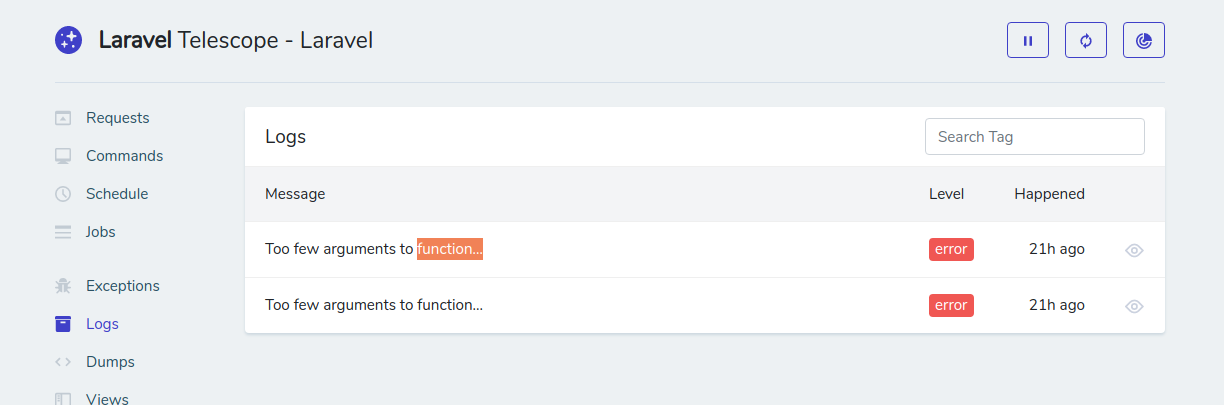 Laravel Telescope - Laravel
Requests
Commands
Schedule
Jobs
Exceptions
Logs
Dumps
Views
Logs
Search Tag
Message Level Happened
Too few arguments to function... error 21h ago
Too few arguments to function... error 21h ago